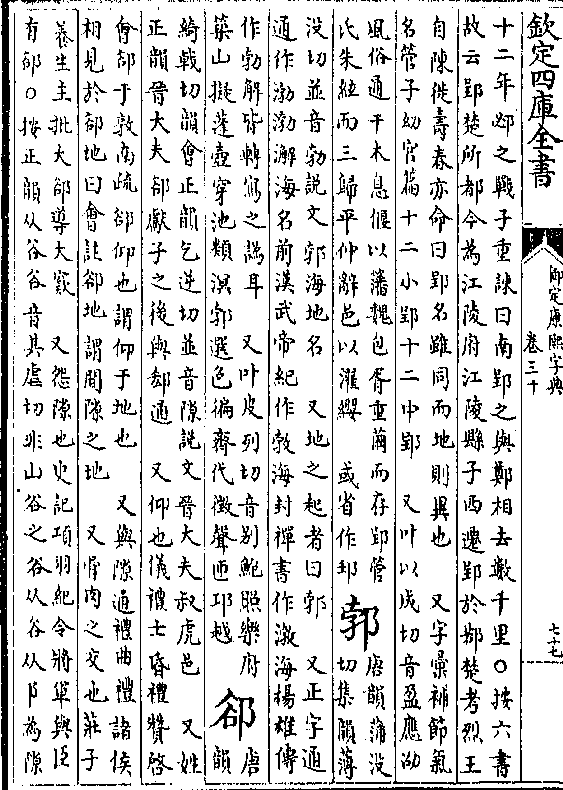 欽定四庫全書
御定康熙字典
卷三十
七十七
十二年邲之戰子重諫曰南郢之與鄭相去數千里○按六書
故云郢楚所都今為江陵府江陵縣子西遷郢於鄀楚考烈王
自陳徙壽春亦命曰郢名雖同而地則異也 又字彙補節氣
名管子幼官篇十二小郢十二中郢 又叶以成切音盈應劭
風俗通干木息偃以藩魏包胥重繭而存郢管
氏朱紘而三歸平仲辭邑以濯纓 或省作
郣
唐韻蒲没
切集韻薄
没切並音勃說文郣海地名 又地之起者曰郣 又正字通
通作渤渤澥海名前漢武帝紀作敦海封禪書作渤海揚雄傳
作勃解皆轉寫之譌耳 又叶皮列切音別鮑照樂府
築山擬蓬壺穿池類溟郣選色徧齊代徵聲匝邛越
郤
唐
韻
綺戟切韻會正韻乞逆切並音隙說文晉大夫叔虎邑 又姓
正韻晉大夫郤獻子之後與郄通 又仰也儀禮士昏禮贊啓
會郤于敦南疏郤仰也謂仰于地也 又與隙通禮曲禮諸侯
相見於郤地曰會註郤地謂閒隙之地 又骨肉之交也莊子
養生主批大郤導大窾 又怨隙也史記項羽紀令將軍與臣
有郤○按正韻从谷谷音其虐切非山谷之谷从谷从卩為隙